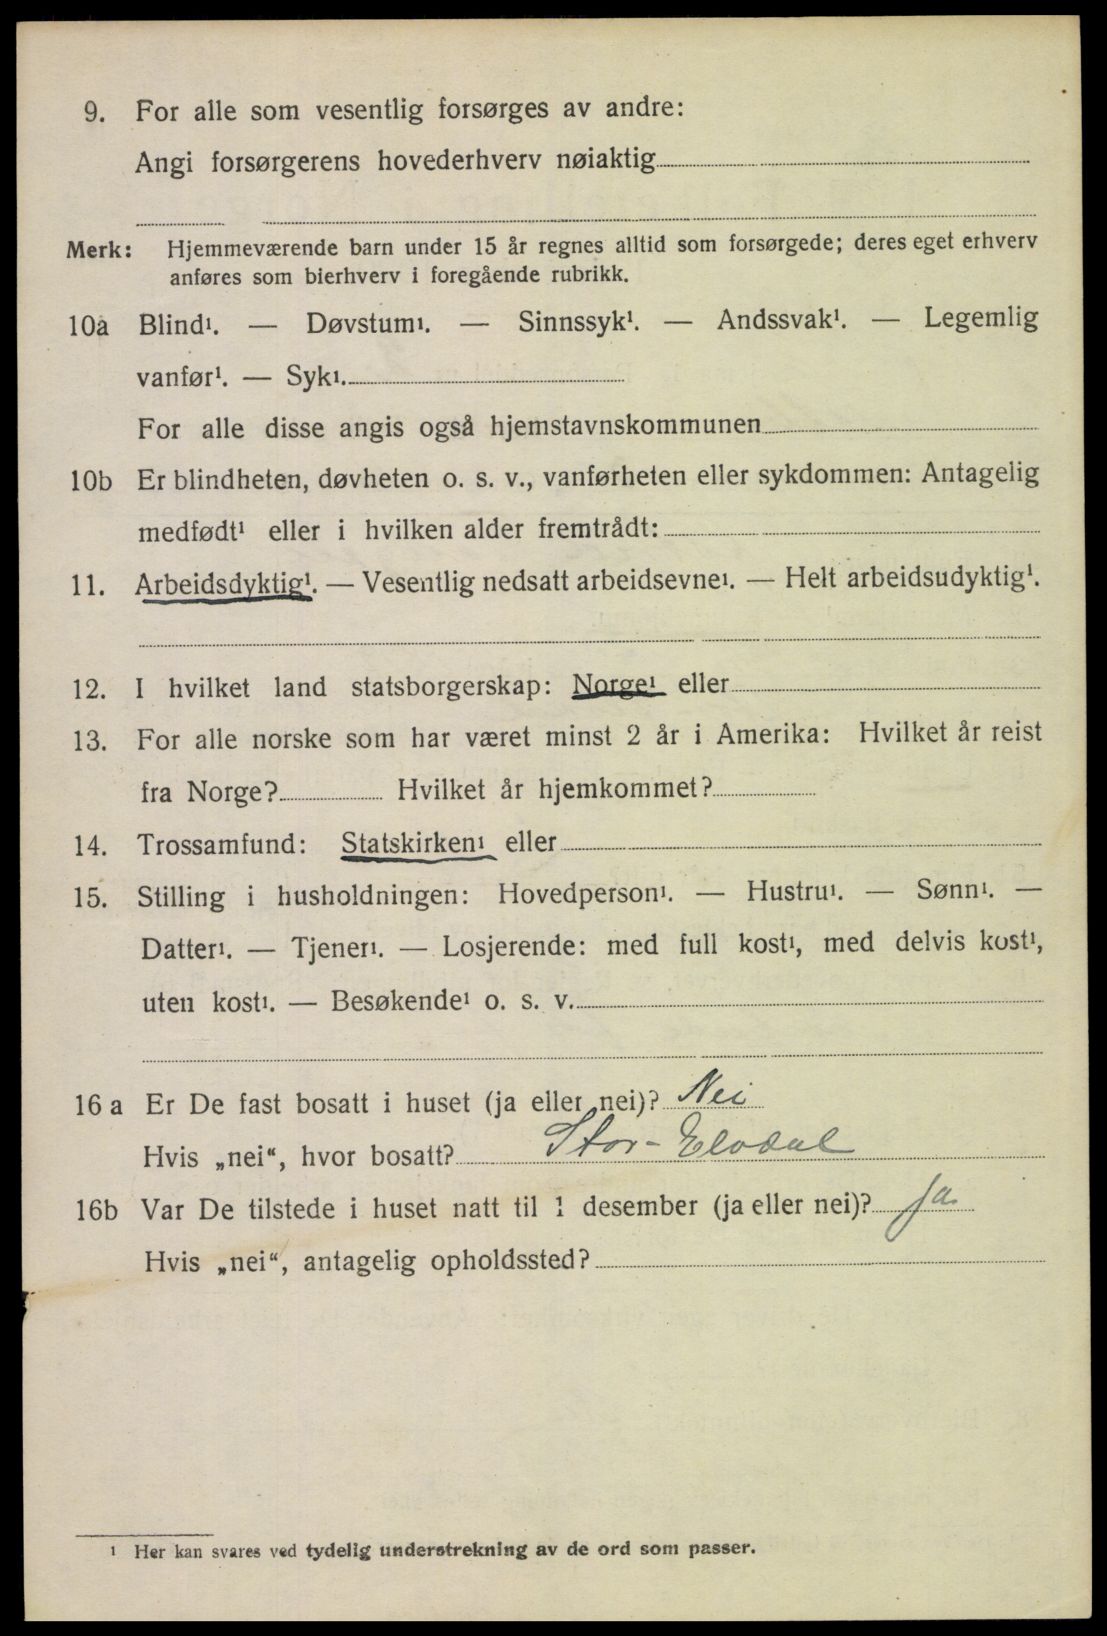 9. For alle som vesentlig forsørges av andre:
Angi forsørgerens hovederhverv nøiaktig
Merk: Hjemmeværende barn under 15 år regnes alltid som forsørgede; deres eget erhverv
anføres som bierhverv i foregående rubrikk.
10a Blind¹. — Døvstum¹. — Sinnssyk¹. — Andssvak¹. — Legemlig
vanfør¹. — Syk¹.
For alle disse angis også hjemstavnskommunen
10b Er blindheten, døvheten o. s. v., vanførheten eller sykdommen: Antagelig
medfødt¹ eller i hvilken alder fremtrådt:
11. Arbeidsdyktig¹. — Vesentlig nedsatt arbeidsevne¹. — Helt arbeidsudyktig¹.
12. I hvilket land statsborgerskap: Norge¹ eller
13. For alle norske som har været minst 2 år i Amerika: Hvilket år reist
fra Norge? Hvilket år hjemkommet?
14. Trossamfund: Statskirken¹ eller
15. Stilling i husholdningen: Hovedperson¹. — Hustru¹. — Sønn¹. —
Datter¹. — Tjener¹. — Losjerende: med full kost¹, med delvis kost¹,
uten kost¹. — Besøkende¹ o. s. v.
16 a Er De fast bosatt i huset (ja eller nei)? Nei
Hvis „nei“, hvor bosatt? Stor-Elvdal
16b Var De tilstede i huset natt til 1 desember (ja eller nei)? ja
Hvis „nei“, antagelig opholdssted?
¹ Her kan svares ved tydelig understrekning av de ord som passer.